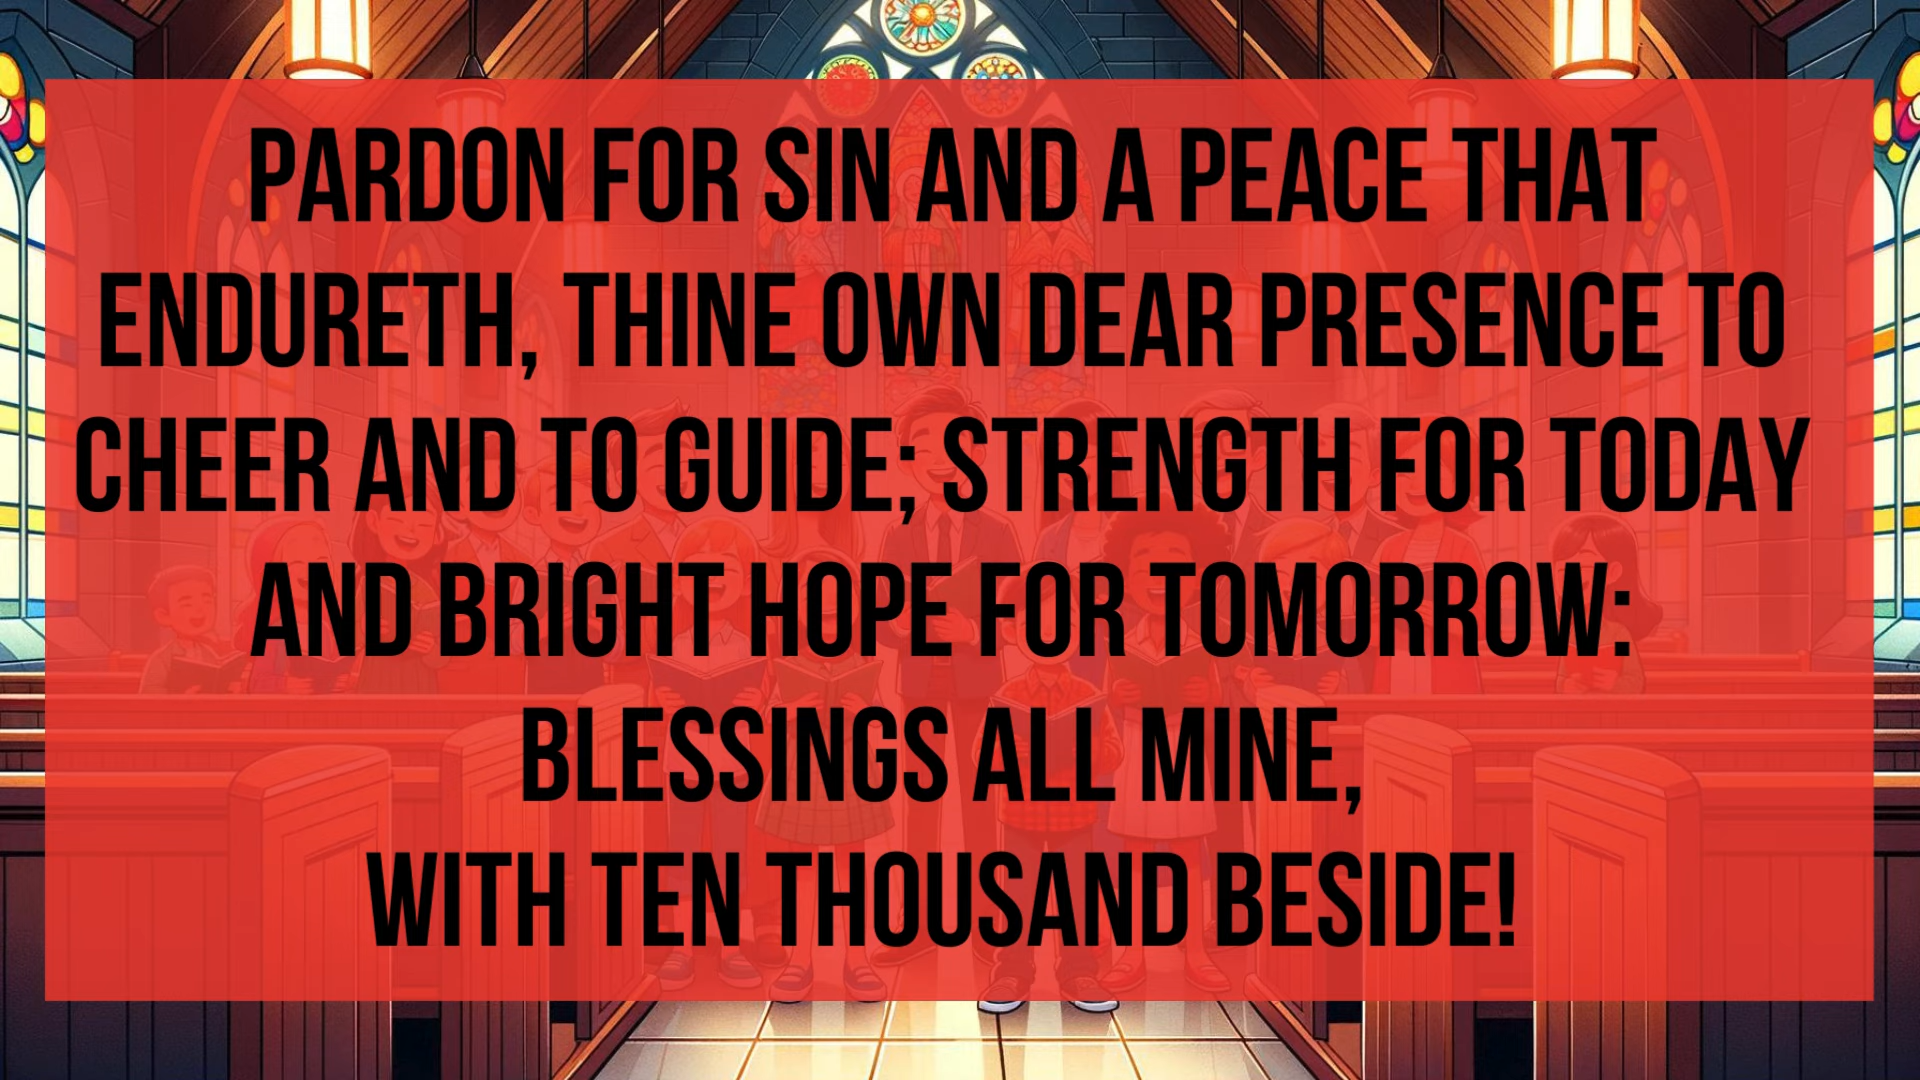 PARDON FOR SIN AND A PEACE THAT
ENDURETH, THINE OWN DEAR PRESENCE TO
CHEER AND TO GUIDE; STRENGTH FOR TODAY
AND BRIGHT HOPE FOR TOMORROW:
BLESSINGS ALL MINE,
WITH TEN THOUSAND BESIDE!